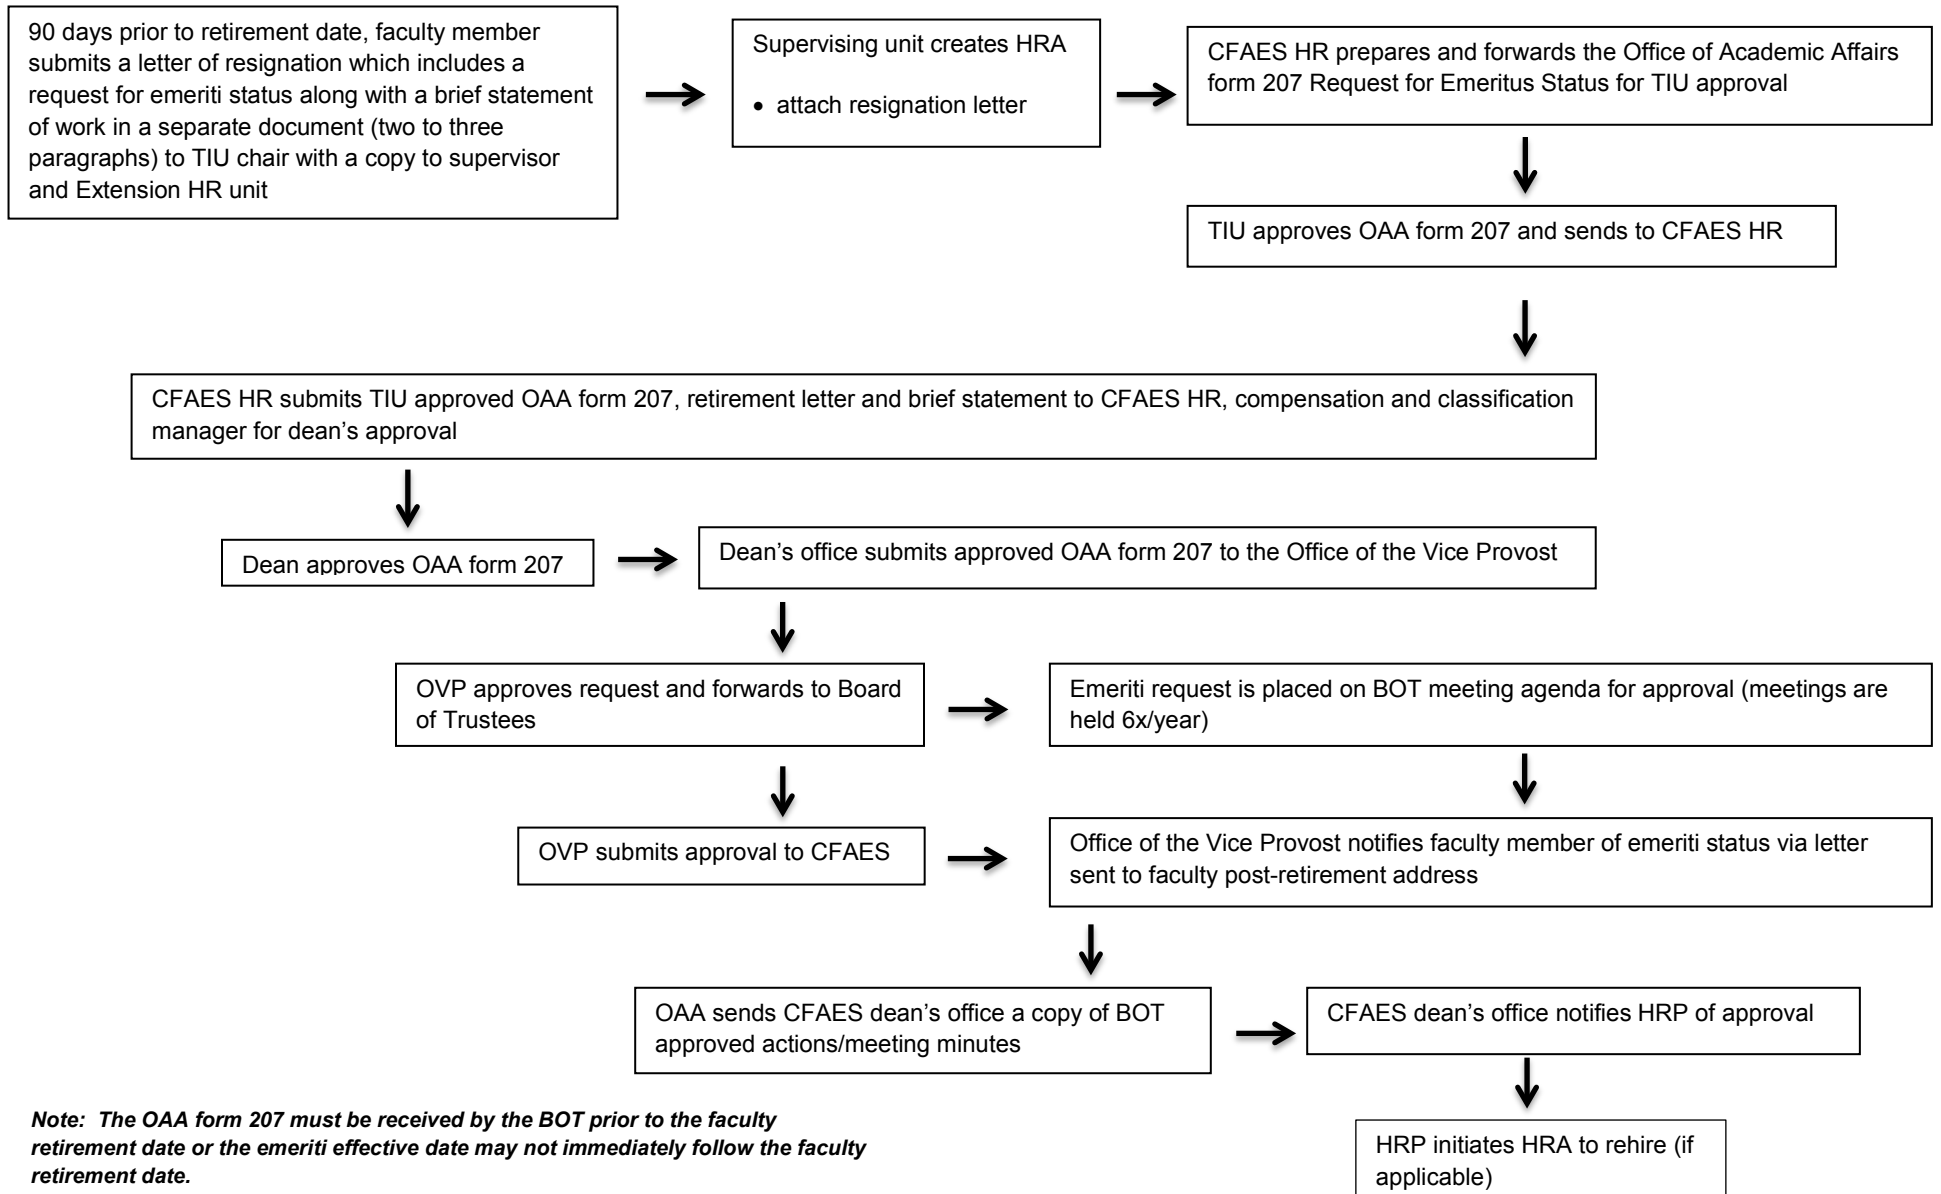 90 days prior to retirement date, faculty member
submits a letter of resignation which includes a
request for emeriti status along with a brief statement
of work in a separate document (two to three
paragraphs) to TIU chair with a copy to supervisor
and Extension HR unit
Supervising unit creates HRA
• attach resignation letter
CFAES HR prepares and forwards the Office of Academic Affairs
form 207 Request for Emeritus Status for TIU approval
TIU approves OAA form 207 and sends to CFAES HR
CFAES HR submits TIU approved OAA form 207, retirement letter and brief statement to CFAES HR, compensation and classification
manager for dean’s approval
Dean approves OAA form 207
Dean’s office submits approved OAA form 207 to the Office of the Vice Provost
OVP approves request and forwards to Board
of Trustees
Emeriti request is placed on BOT meeting agenda for approval (meetings are
held 6x/year)
OVP submits approval to CFAES
Office of the Vice Provost notifies faculty member of emeriti status via letter
sent to faculty post-retirement address
OAA sends CFAES dean’s office a copy of BOT
approved actions/meeting minutes
CFAES dean’s office notifies HRP of approval
HRP initiates HRA to rehire (if
applicable)
Note: The OAA form 207 must be received by the BOT prior to the faculty
retirement date or the emeriti effective date may not immediately follow the faculty
retirement date.